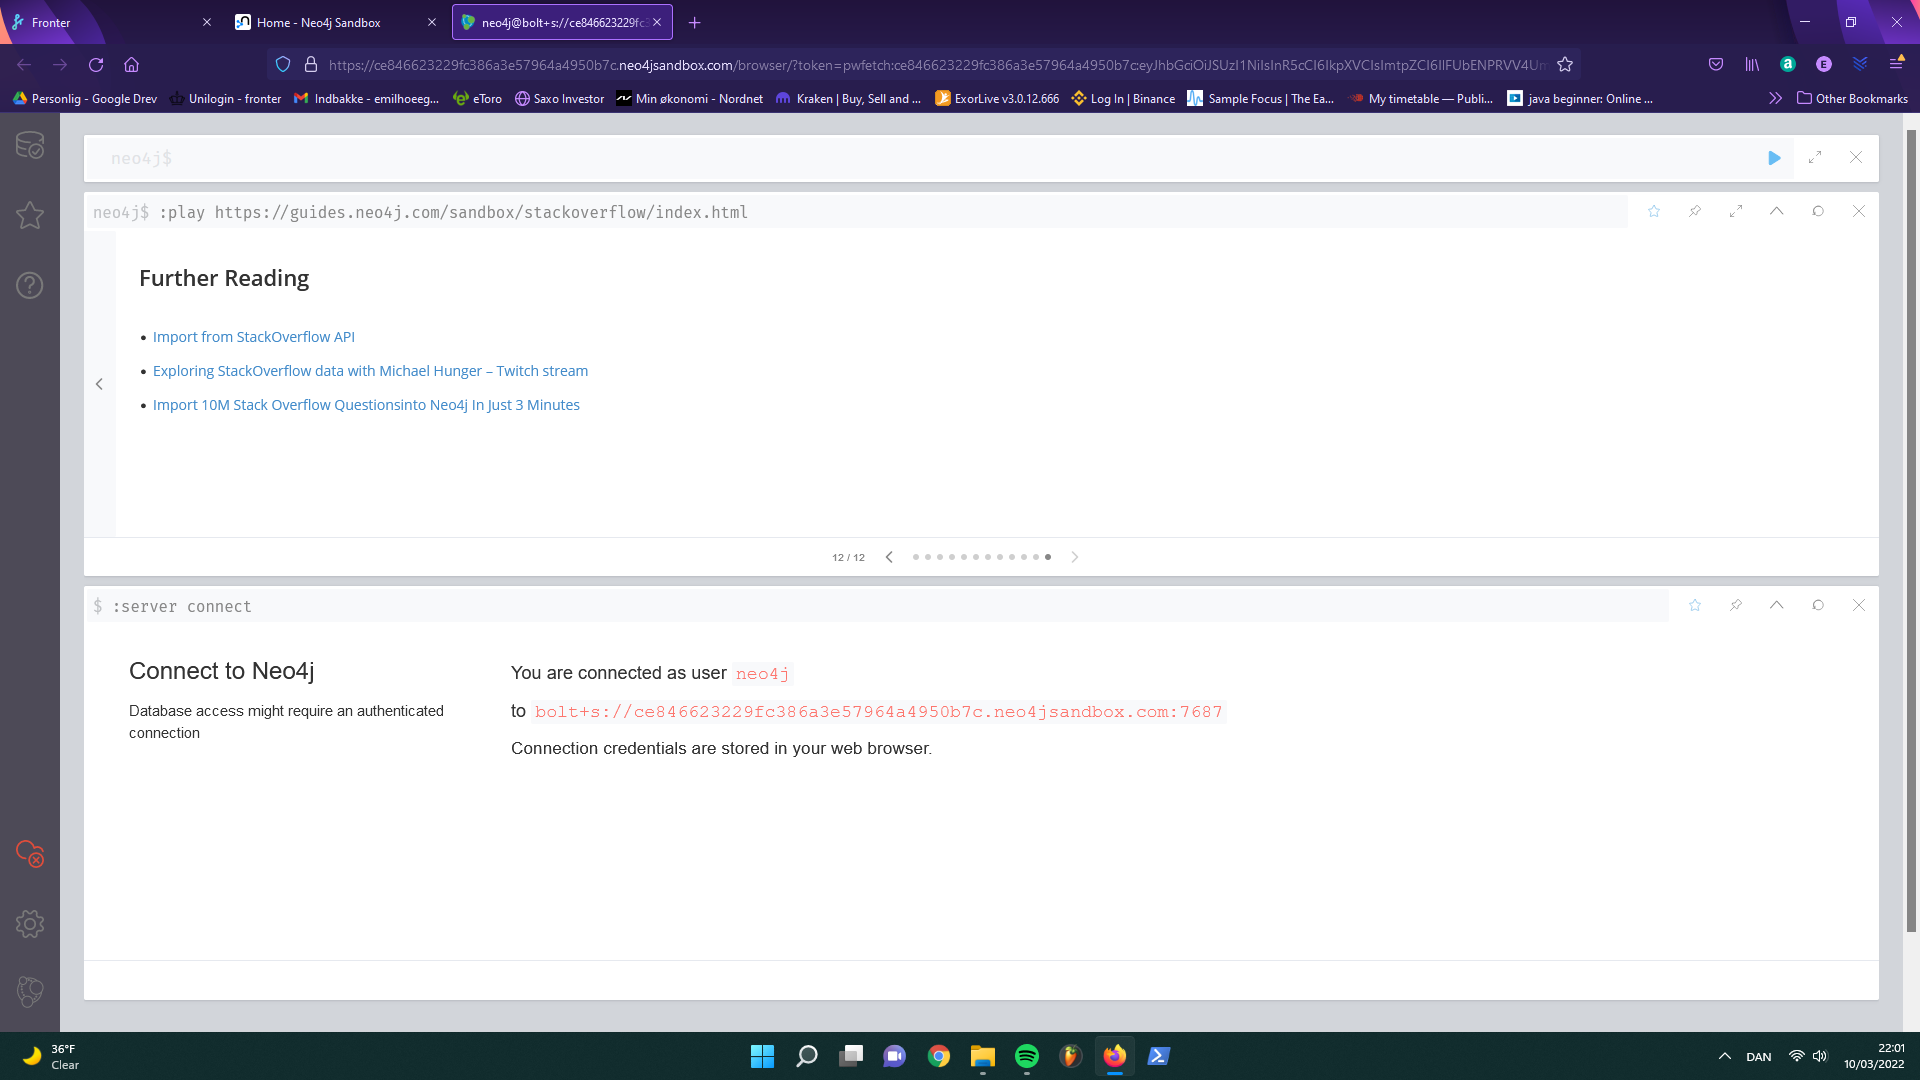 Fronter
Home - Neo4j Sandbox
neo4j@bolt+s://ce846623229fc3
https://ce846623229fc386a3e57964a4950b7c.neo4jsandbox.com/browser/?token=pwfetch:ce846623229fc386a3e57964a4950b7c:eyJhbGciOiJSUzI1NiIsInR5cCI6IkpXVCIsImtpZCI6IlFUbENPRVV4Um
Personlig - Google Drev
Unilogin - fronter
Indbakke - emilhoeeg...
eToro
Saxo Investor
Min økonomi - Nordnet
Kraken | Buy, Sell and ...
ExorLive v3.0.12.666
Log In | Binance
Sample Focus | The Ea...
My timetable — Publi...
java beginner: Online ...
Other Bookmarks
neo4j$
neo4j$ :play https://guides.neo4j.com/sandbox/stackoverflow/index.html
Further Reading
• Import from StackOverflow API
• Exploring StackOverflow data with Michael Hunger – Twitch stream
• Import 10M Stack Overflow Questionsinto Neo4j In Just 3 Minutes
12 / 12
$ :server connect
Connect to Neo4j
Database access might require an authenticated
connection
You are connected as user neo4j
to bolt+s://ce846623229fc386a3e57964a4950b7c.neo4jsandbox.com:7687
Connection credentials are stored in your web browser.
36°F
Clear
DAN
22:01
10/03/2022